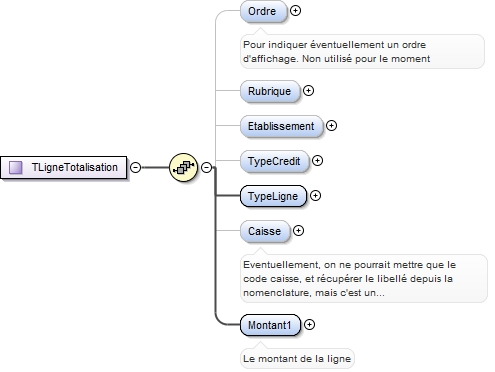 Ordre
Pour indiquer éventuellement un ordre
d'affichage. Non utilisé pour le moment
Rubrique
Etablissement
TypeCredit
TLigneTotalisation
TypeLigne
Caisse
Eventuellement, on ne pourrait mettre que le
code caisse, et récupérer le libellé depuis la
nomenclature, mais c'est un...
Montant1
Le montant de la ligne